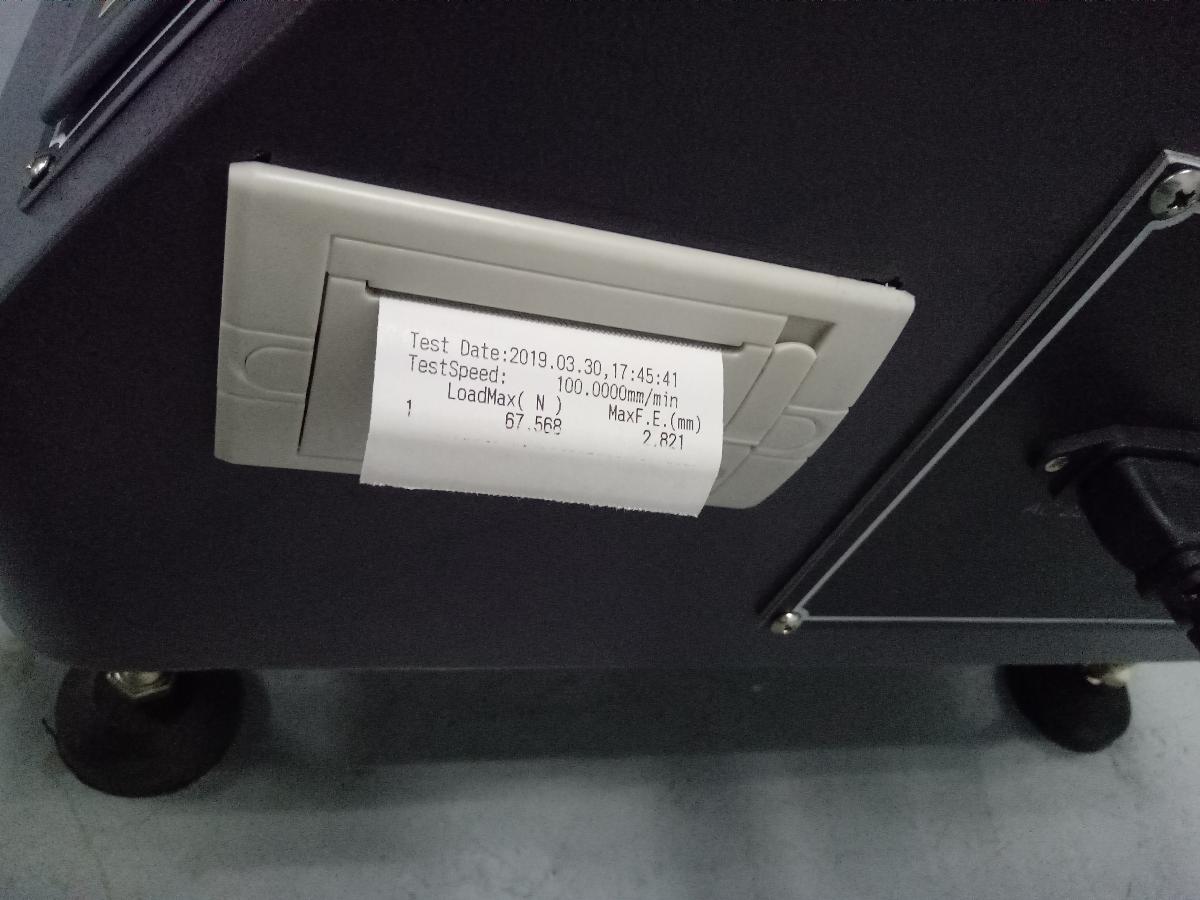 Test Date:2019.03.30,17:45:41
TestSpeed: 100.0000mm/min
LoadMax( N ) MaxF.E.(mm)
1 67.568 2.821